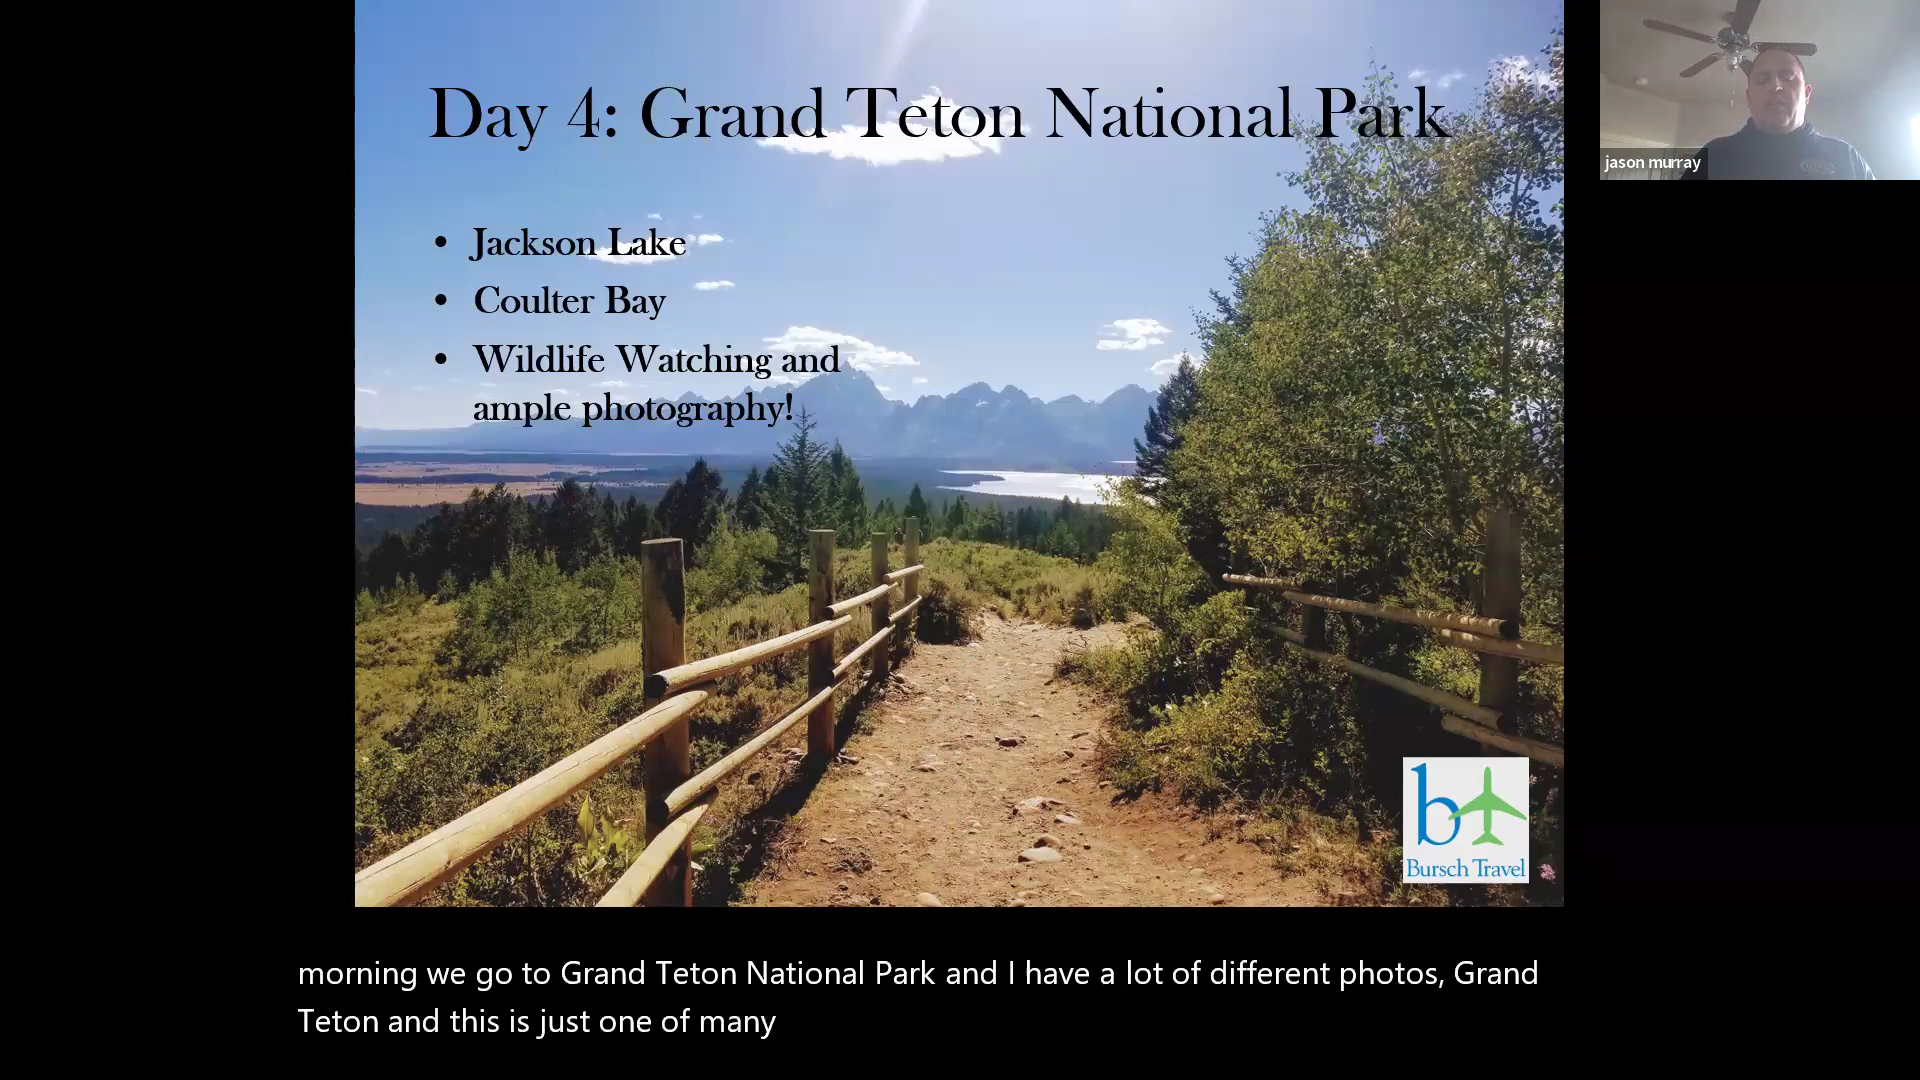 Day 4: Grand Teton National Park
jason murray
• Jackson Lake
• Coulter Bay
• Wildlife Watching and
ample photography!
b
Bursch Travel
morning we go to Grand Teton National Park and I have a lot of different photos, Grand
Teton and this is just one of many